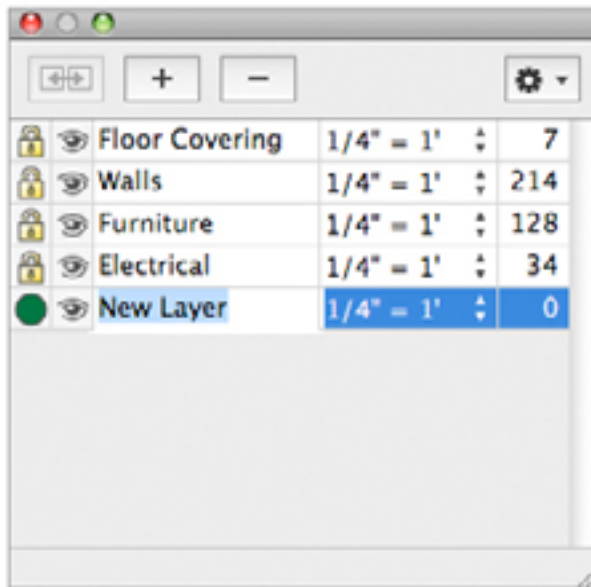 Floor Covering 1/4" = 1' 7
Walls 1/4" = 1' 214
Furniture 1/4" = 1' 128
Electrical 1/4" = 1' 34
New Layer 1/4" = 1' 0